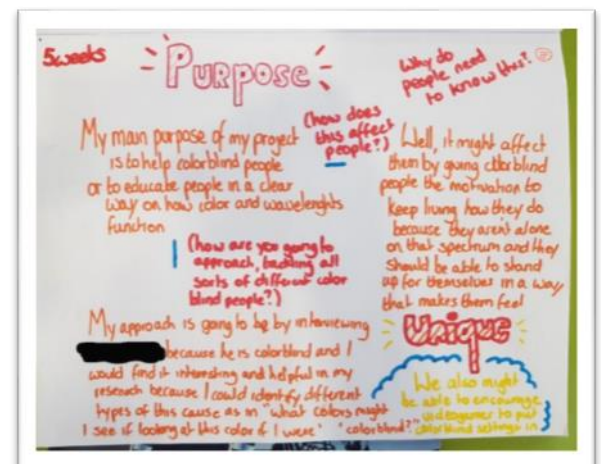 5 weeks
PURPOSE
Why do
people need
to know this?
My main purpose of my project
is to help colorblind people
or to educate people in a clear
way on how color and wavelenghts
function
(how does
this affect
people?)
Well, it might affect
them by giving colorblind
people the motivation to
keep living how they do
because they aren't alone
on that spectrum and they
should be able to stand
up for themselves in a way
that makes them feel
UNIQUE
(how are you going to
approach, tackling all
sorts of different color
blind people?)
My approach is going to be by interviewing
because he is colorblind and I
would find it interesting and helpful in my
research because I could identify different
types of this cause as in "what colors might
I see if looking at this color if I were" "colorblind?"
We also might
be able to encourage
videogames to put
colorblind settings in